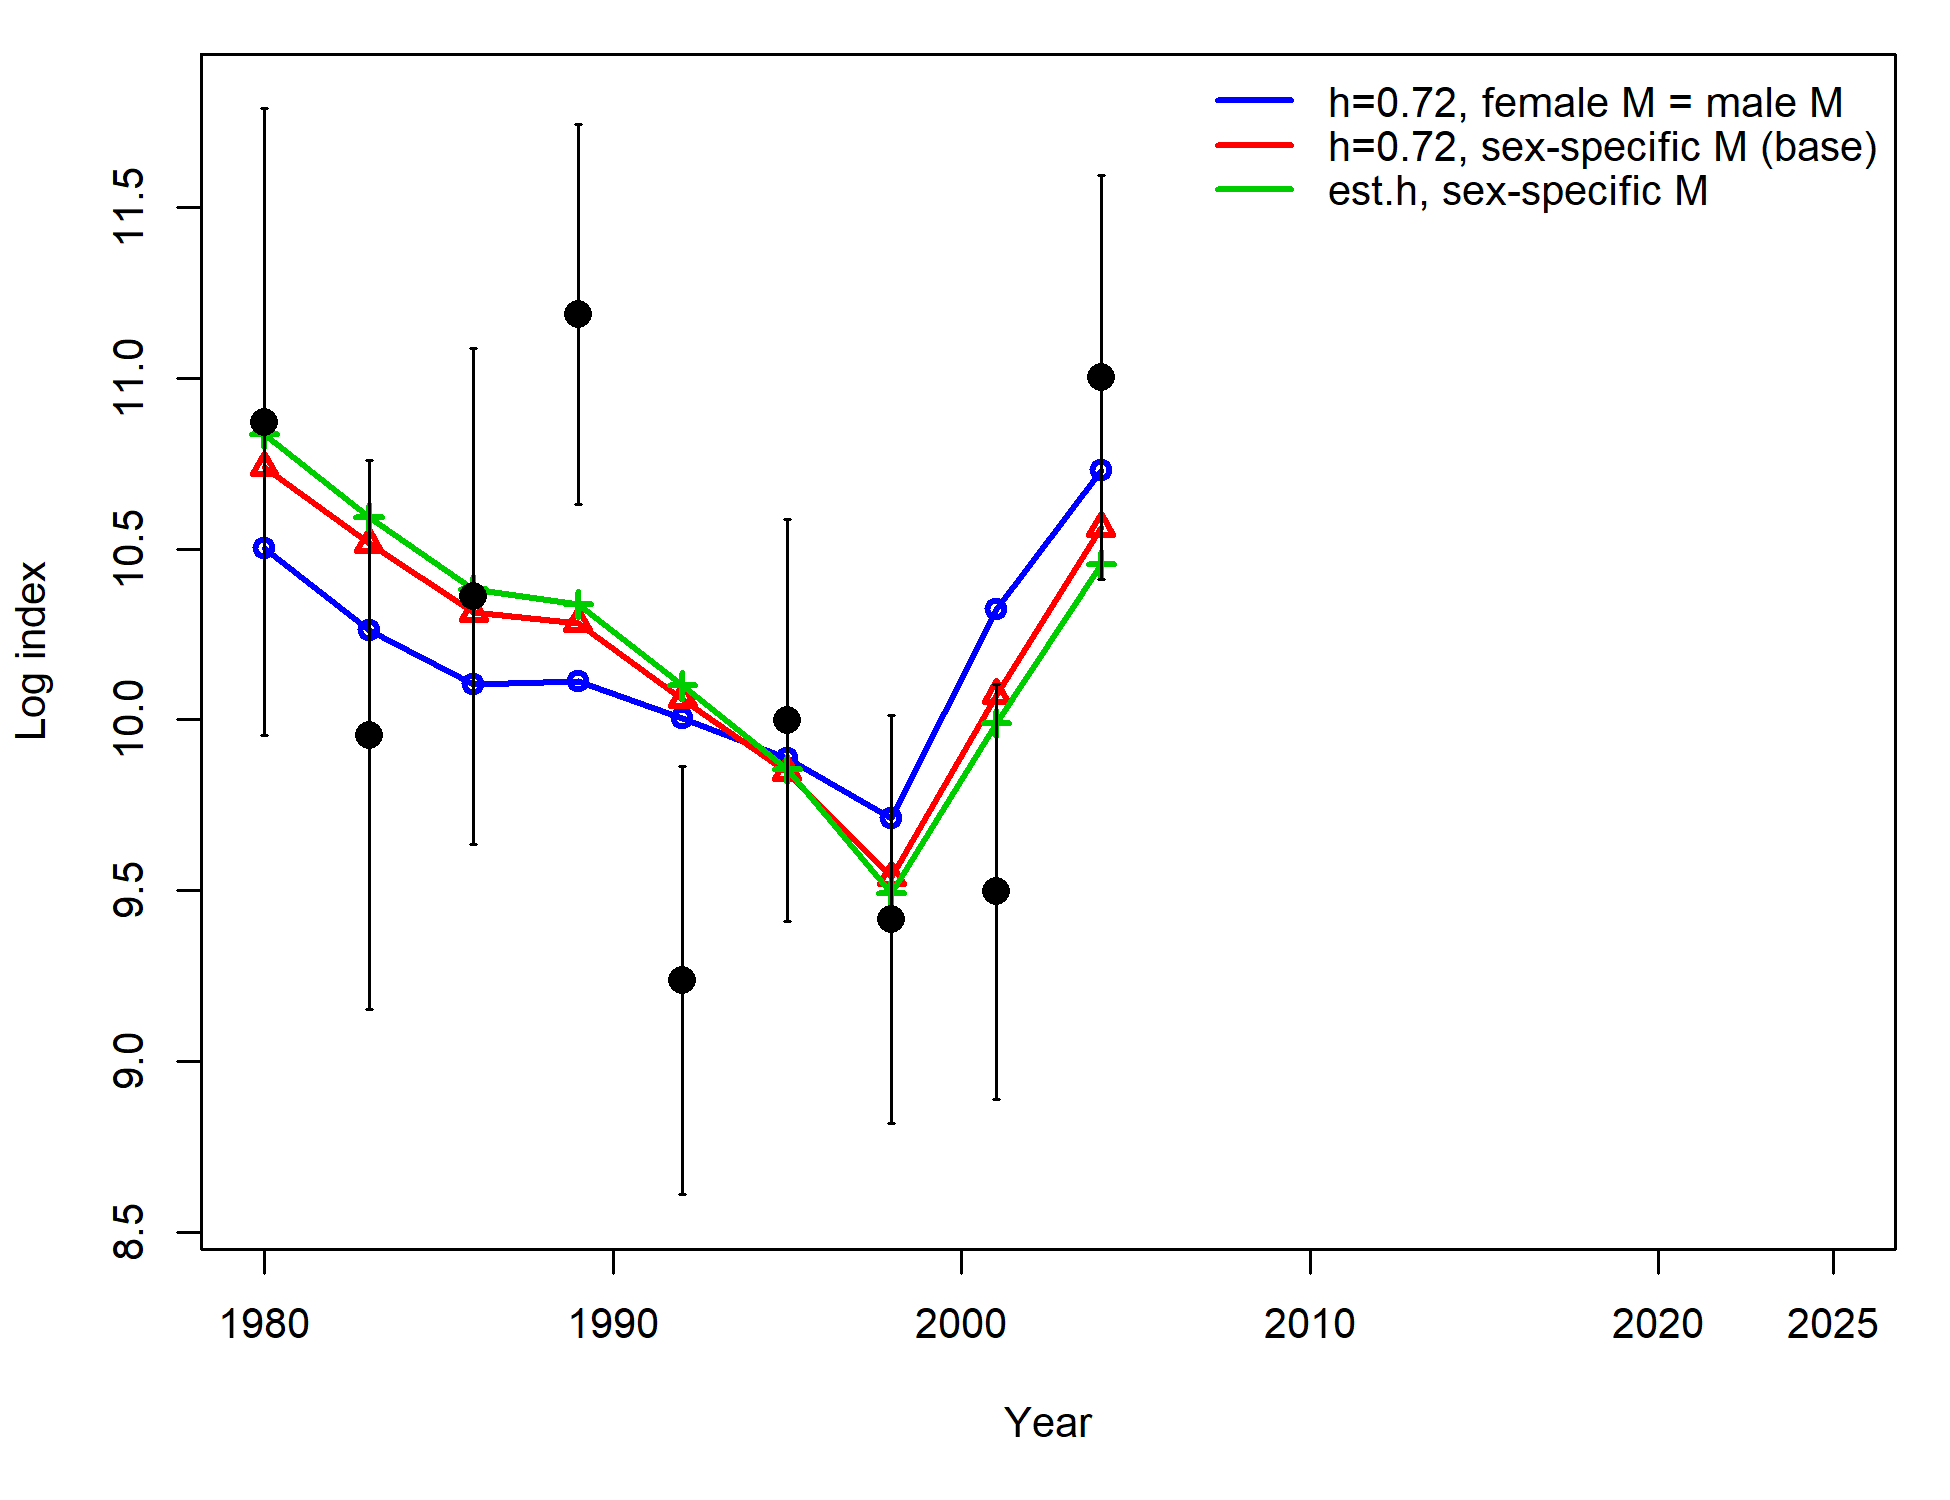 h=0.72, female M = male M
h=0.72, sex-specific M (base)
est.h, sex-specific M
Log index
11.5
11.0
10.5
10.0
9.5
9.0
8.5
1980 1990 2000 2010 2020 2025
Year